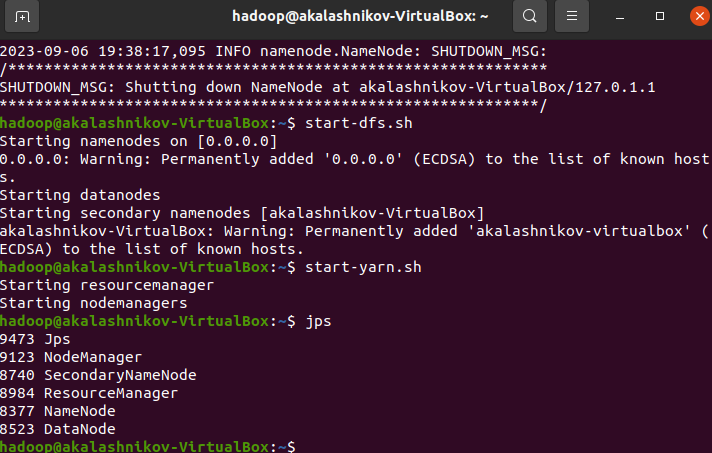 hadoop@akalashnikov-VirtualBox: ~
2023-09-06 19:38:17,095 INFO namenode.NameNode: SHUTDOWN_MSG:
/************************************************************
SHUTDOWN_MSG: Shutting down NameNode at akalashnikov-VirtualBox/127.0.1.1
************************************************************/
hadoop@akalashnikov-VirtualBox:~$ start-dfs.sh
Starting namenodes on [0.0.0.0]
0.0.0.0: Warning: Permanently added '0.0.0.0' (ECDSA) to the list of known host
s.
Starting datanodes
Starting secondary namenodes [akalashnikov-VirtualBox]
akalashnikov-VirtualBox: Warning: Permanently added 'akalashnikov-virtualbox' (
ECDSA) to the list of known hosts.
hadoop@akalashnikov-VirtualBox:~$ start-yarn.sh
Starting resourcemanager
Starting nodemanagers
hadoop@akalashnikov-VirtualBox:~$ jps
9473 Jps
9123 NodeManager
8740 SecondaryNameNode
8984 ResourceManager
8377 NameNode
8523 DataNode
hadoop@akalashnikov-VirtualBox:~$